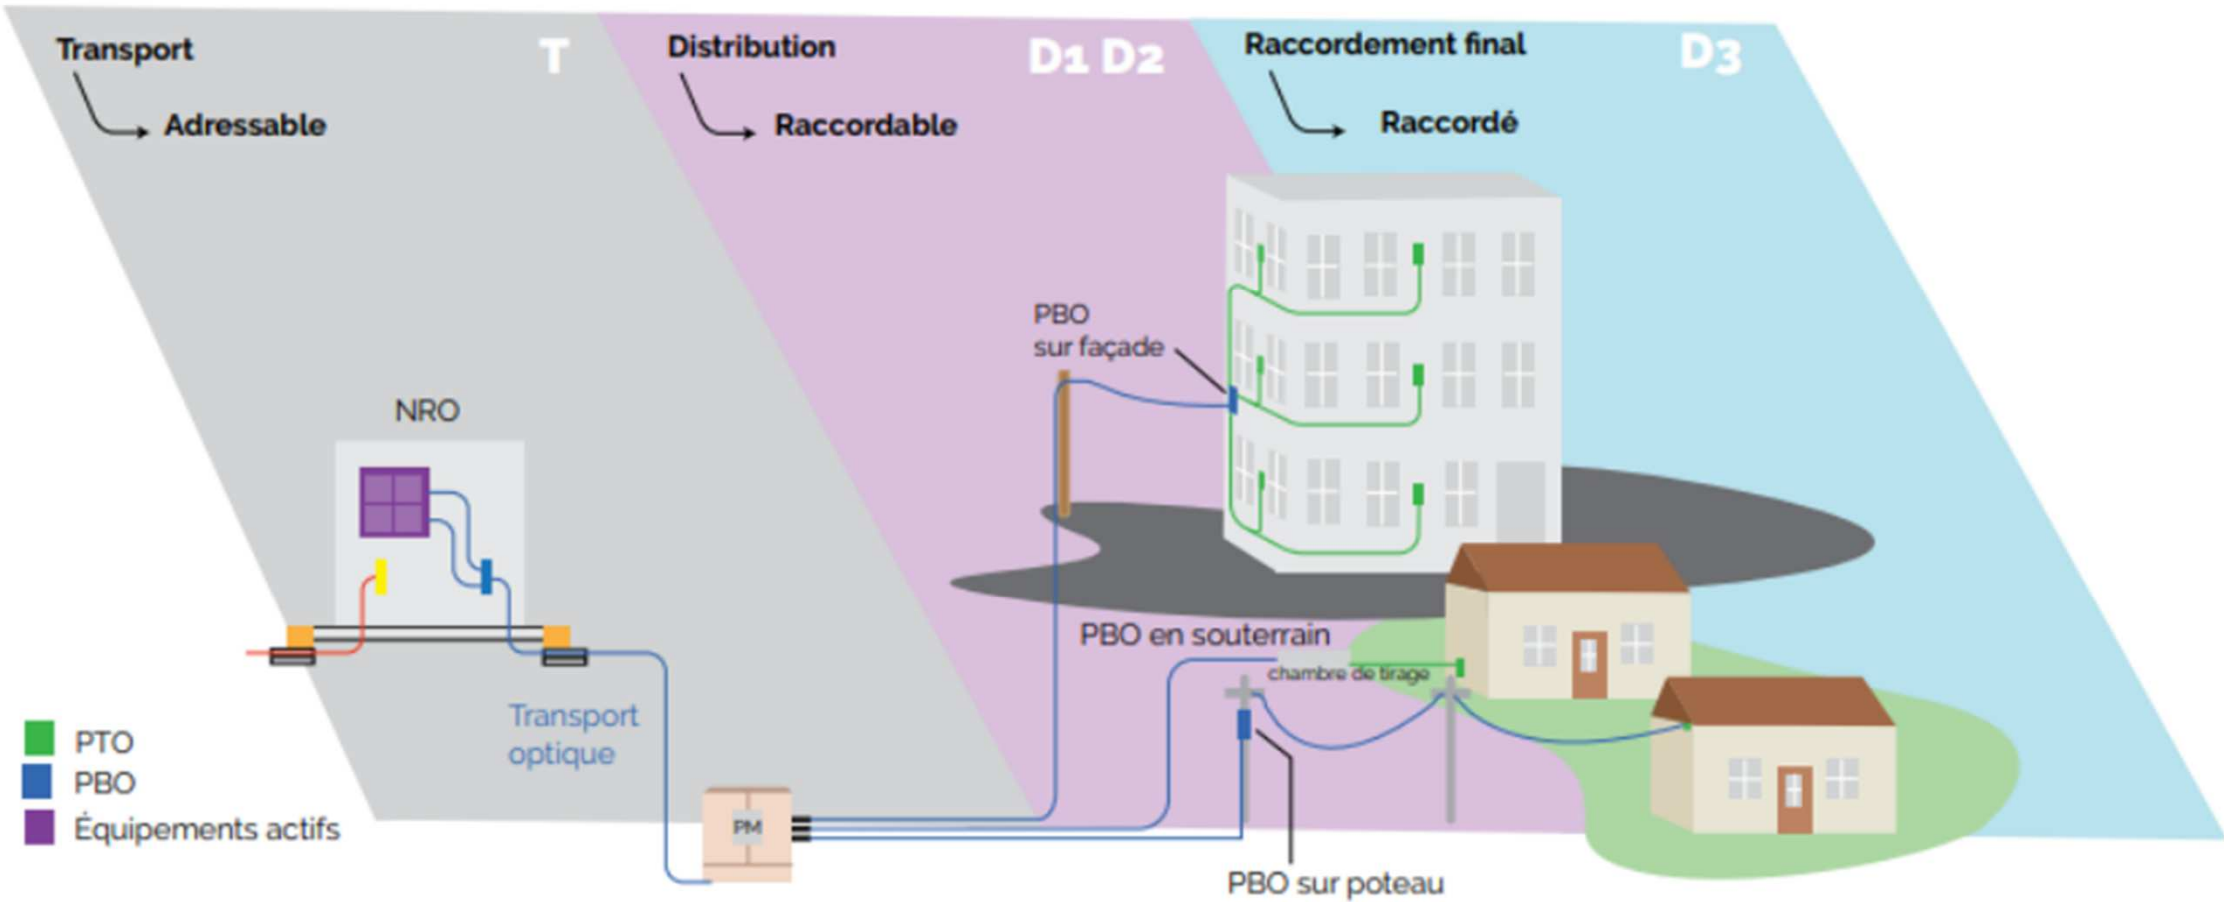 Transport
T
Adressable
Distribution
D1 D2
Raccordable
Raccordement final
D3
Raccordé
PBO
sur façade
NRO
PBO en souterrain
chambre de tirage
Transport
optique
PTO
PBO
Équipements actifs
PM
PBO sur poteau